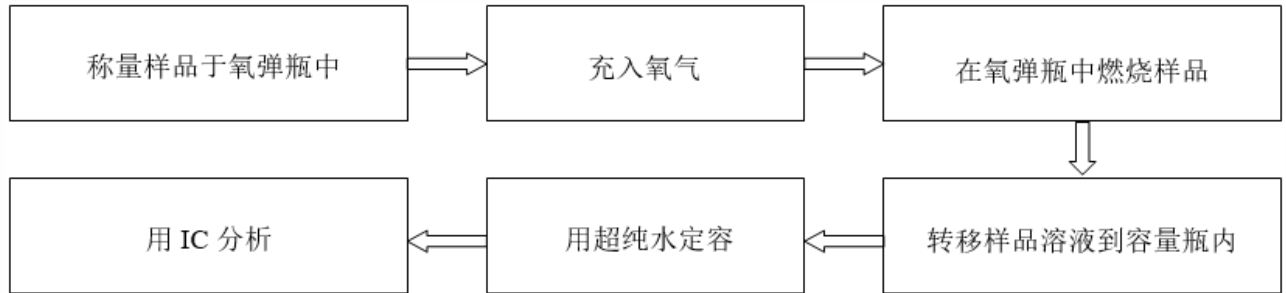 称量样品于氧弹瓶中
充入氧气
在氧弹瓶中燃烧样品
转移样品溶液到容量瓶内
用超纯水定容
用 IC 分析